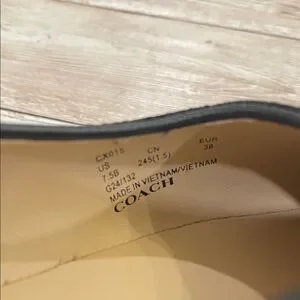 CX015
US CN EUR
7.5B 245(1.5) 38
G24/132
MADE IN VIETNAM/VIETNAM
COACH